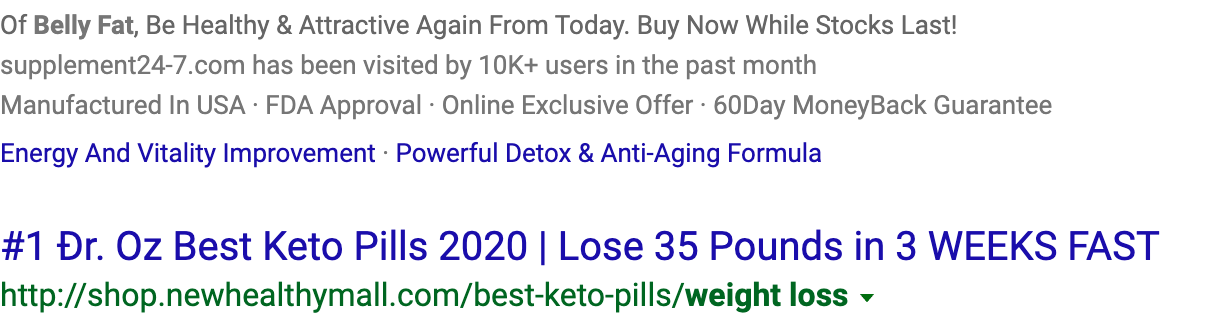 Of Belly Fat, Be Healthy & Attractive Again From Today. Buy Now While Stocks Last!
supplement24-7.com has been visited by 10K+ users in the past month
Manufactured In USA · FDA Approval · Online Exclusive Offer · 60Day MoneyBack Guarantee
Energy And Vitality Improvement · Powerful Detox & Anti-Aging Formula
#1 Ðr. Oz Best Keto Pills 2020 | Lose 35 Pounds in 3 WEEKS FAST
http://shop.newhealthymall.com/best-keto-pills/weight loss